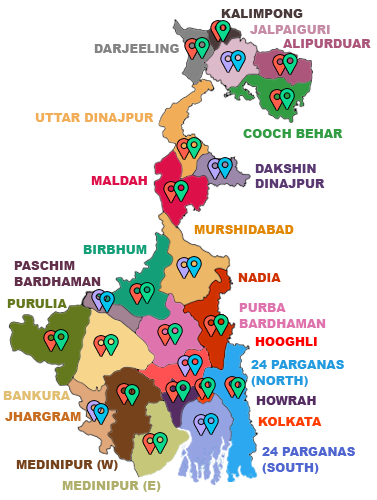 KALIMPONG
JALPAIGURI
ALIPURDUAR
DARJEELING
UTTAR DINAJPUR
COOCH BEHAR
MALDAH
DAKSHIN
DINAJPUR
MURSHIDABAD
BIRBHUM
PASCHIM
BARDHAMAN
NADIA
PURULIA
PURBA
BARDHAMAN
HOOGHLI
24 PARGANAS
(NORTH)
BANKURA
HOWRAH
JHARGRAM
KOLKATA
24 PARGANAS
(SOUTH)
MEDINIPUR (W)
MEDINIPUR (E)